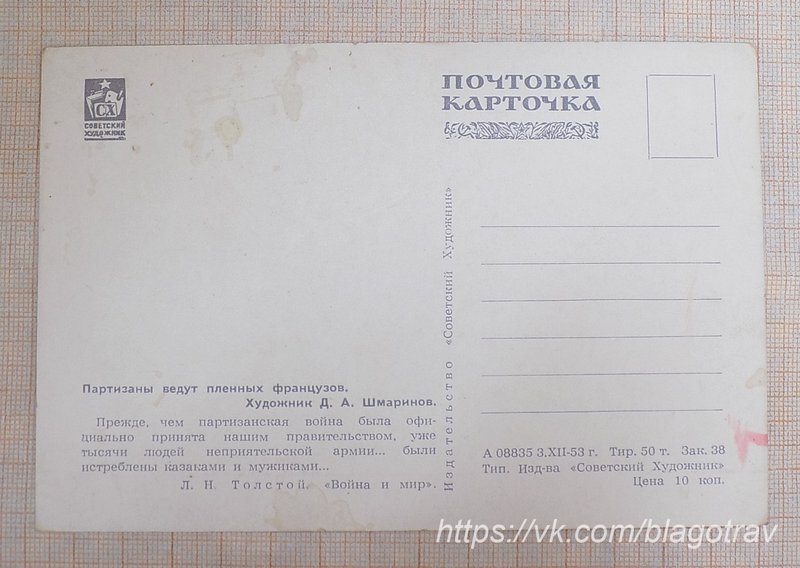 СХ
СОВЕТСКИЙ
ХУДОЖНИК
ПОЧТОВАЯ
КАРТОЧКА
Партизаны ведут пленных французов.
Художник Д. А. Шмаринов.
Прежде, чем партизанская война была офи-
циально принята нашим правительством, уже
тысячи людей неприятельской армии... были
истреблены казаками и мужиками...
Л. Н. Толстой. «Война и мир».
Издательство «Советский Художник»
А 08835 3.XII-53 г. Тир. 50 т. Зак. 38
Тип. Изд-ва «Советский Художник»
Цена 10 коп.
https://vk.com/blagotrav